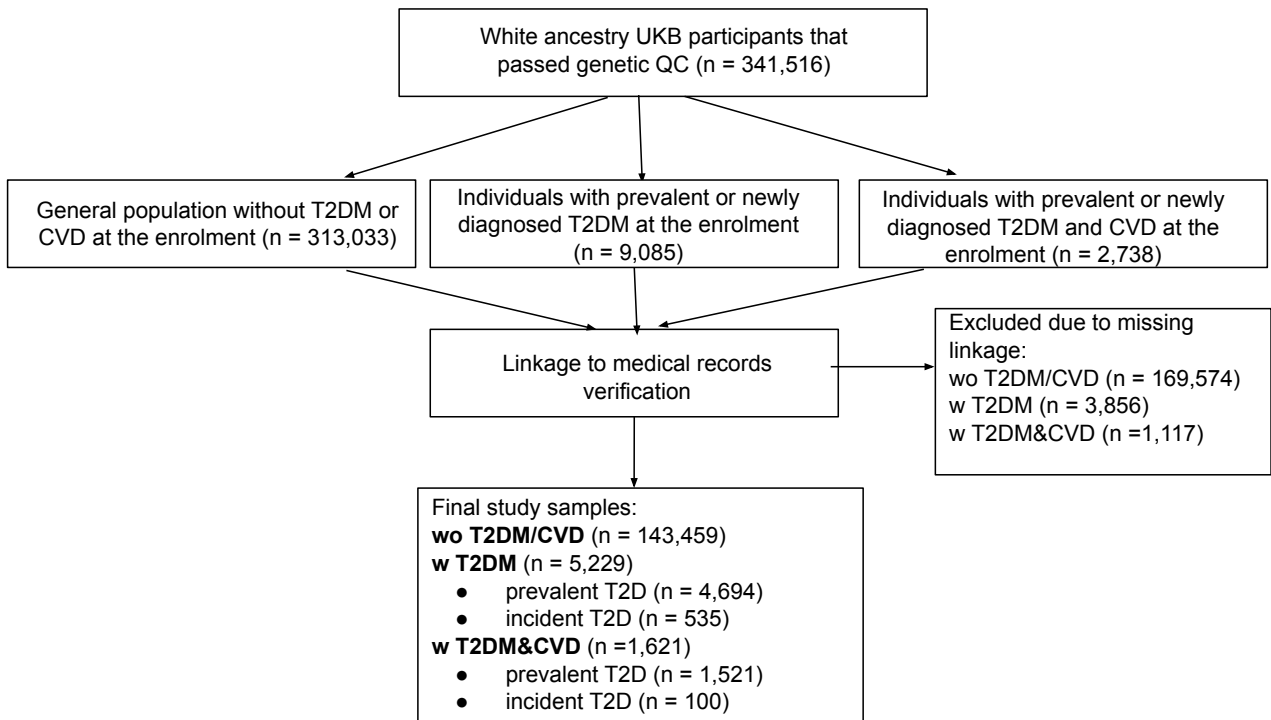 White ancestry UKB participants that
passed genetic QC (n = 341,516)
General population without T2DM or
CVD at the enrolment (n = 313,033)
Individuals with prevalent or newly
diagnosed T2DM at the enrolment
(n = 9,085)
Individuals with prevalent or newly
diagnosed T2DM and CVD at the
enrolment (n = 2,738)
Linkage to medical records
verification
Excluded due to missing
linkage:
wo T2DM/CVD (n = 169,574)
w T2DM (n = 3,856)
w T2DM&CVD (n =1,117)
Final study samples:
wo T2DM/CVD (n = 143,459)
w T2DM (n = 5,229)
● prevalent T2D (n = 4,694)
● incident T2D (n = 535)
w T2DM&CVD (n =1,621)
● prevalent T2D (n = 1,521)
● incident T2D (n = 100)